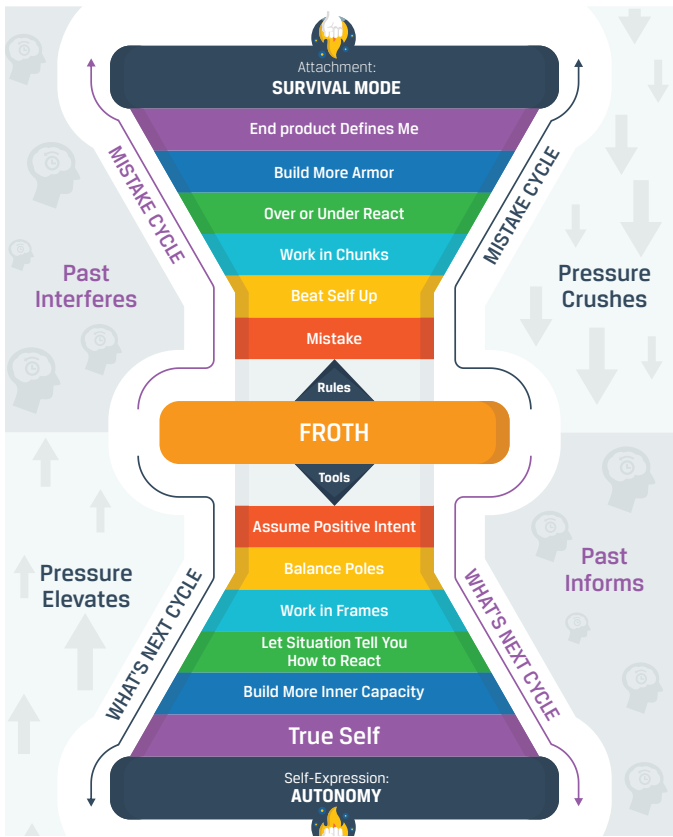 Attachment:
SURVIVAL MODE
End product Defines Me
Build More Armor
Over or Under React
Work in Chunks
Beat Self Up
Mistake
MISTAKE CYCLE
MISTAKE CYCLE
Past
Interferes
Pressure
Crushes
Rules
FROTH
Tools
Assume Positive Intent
Balance Poles
Work in Frames
Let Situation Tell You
How to React
Build More Inner Capacity
True Self
Pressure
Elevates
WHAT'S NEXT CYCLE
WHAT'S NEXT CYCLE
Past
Informs
Self-Expression:
AUTONOMY